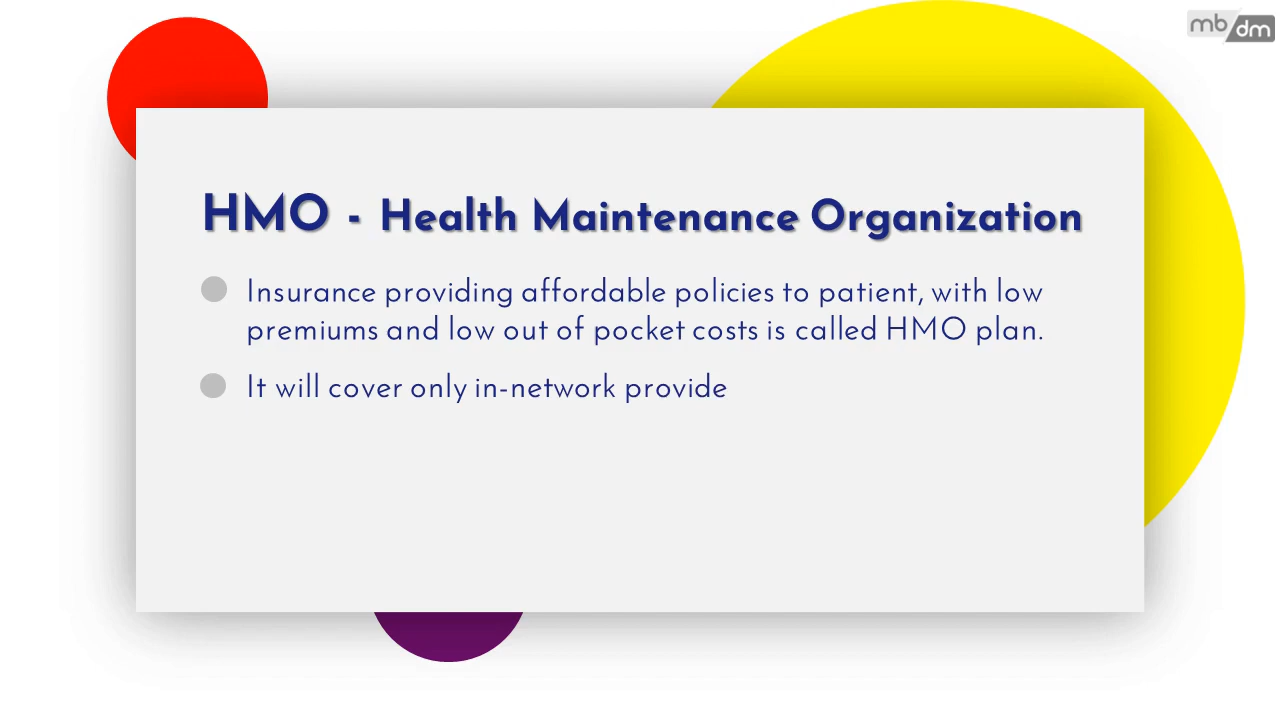 mb/dm
HMO - Health Maintenance Organization
Insurance providing affordable policies to patient, with low
premiums and low out of pocket costs is called HMO plan.
It will cover only in-network provide